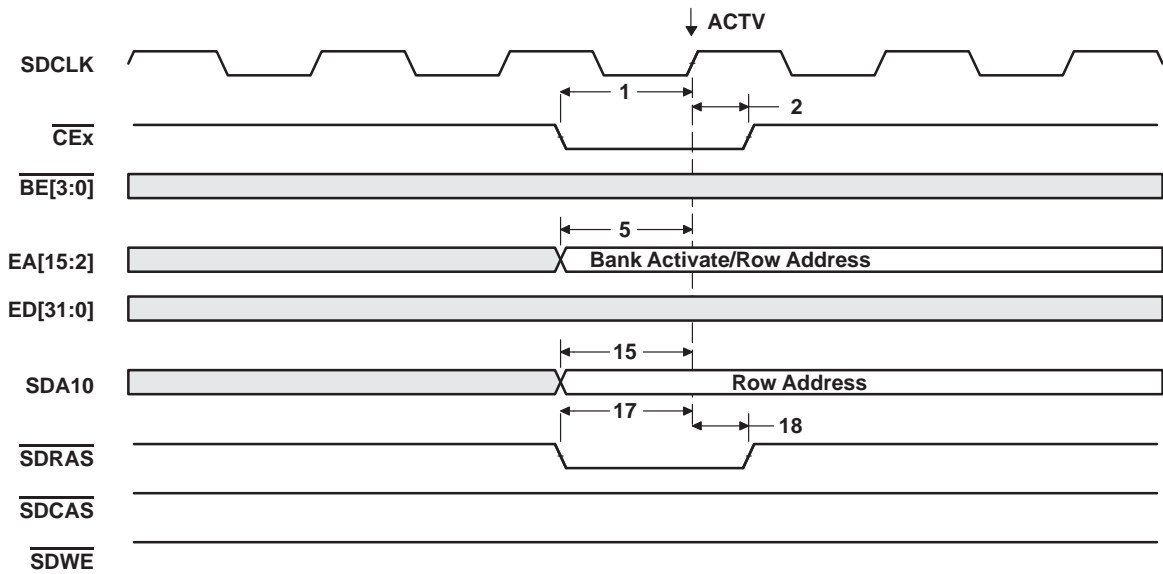 ACTV
SDCLK
1
2
CEx
BE[3:0]
5
EA[15:2]
Bank Activate/Row Address
ED[31:0]
15
SDA10
Row Address
17
18
SDRAS
SDCAS
SDWE